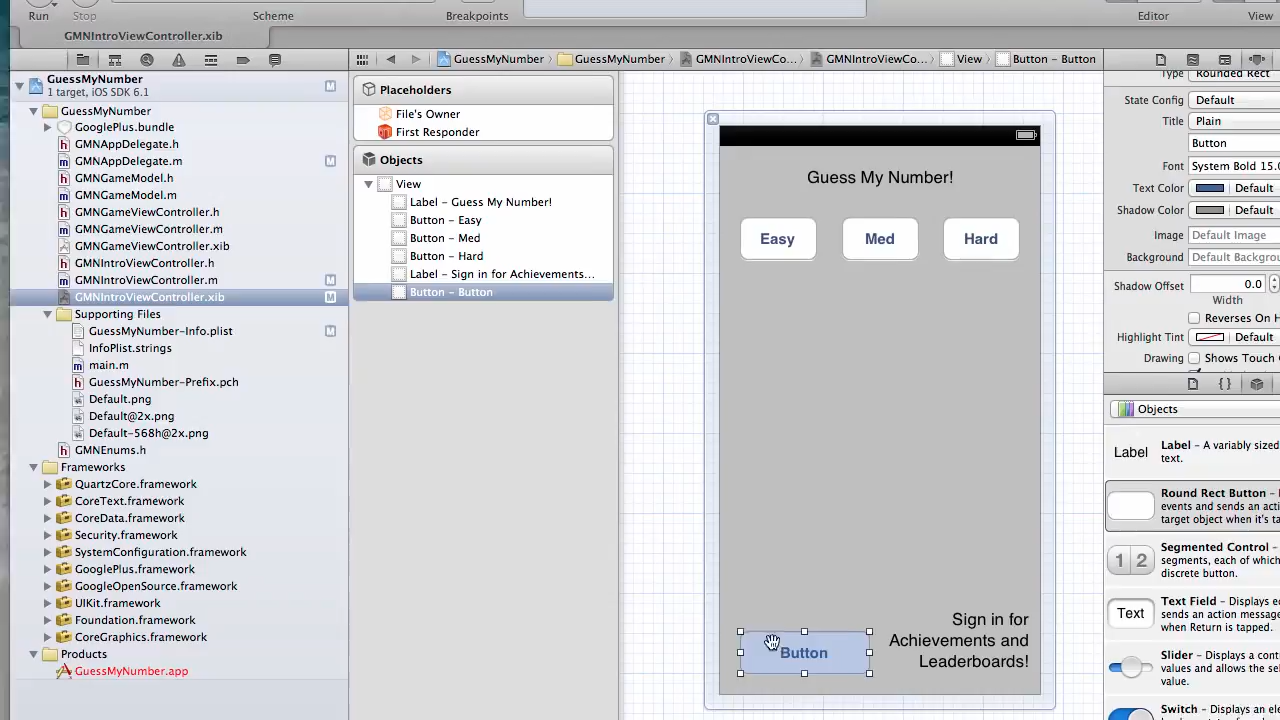 Run
Stop
Scheme
Breakpoints
Editor
View
GMNIntroViewController.xib
GuessMyNumber
GuessMyNumber
GMNIntroViewCo...
GMNIntroViewCo...
View
Button – Button
GuessMyNumber
1 target, iOS SDK 6.1
M
GuessMyNumber
GooglePlus.bundle
h GMNAppDelegate.h
m GMNAppDelegate.m
M
h GMNGameModel.h
m GMNGameModel.m
h GMNGameViewController.h
m GMNGameViewController.m
GMNGameViewController.xib
h GMNIntroViewController.h
m GMNIntroViewController.m
M
GMNIntroViewController.xib
M
Supporting Files
GuessMyNumber-Info.plist
M
InfoPlist.strings
m main.m
h GuessMyNumber-Prefix.pch
Default.png
Default@2x.png
Default-568h@2x.png
h GMNEnums.h
Frameworks
QuartzCore.framework
CoreText.framework
CoreData.framework
Security.framework
SystemConfiguration.framework
GooglePlus.framework
GoogleOpenSource.framework
UIKit.framework
Foundation.framework
CoreGraphics.framework
Products
GuessMyNumber.app
Placeholders
File's Owner
First Responder
Objects
View
Label – Guess My Number!
Button – Easy
Button – Med
Button – Hard
Label – Sign in for Achievements...
Button – Button
Guess My Number!
Easy
Med
Hard
Sign in for
Achievements and
Leaderboards!
Button
Type
Rounded Rect
State Config
Default
Title
Plain
Button
Font
System Bold 15.0
Text Color
Default
Shadow Color
Default
Image
Default Image
Background
Default Backgrou
Shadow Offset
0.0
Width
Reverses On H
Highlight Tint
Default
Drawing
Shows Touch
{ }
Objects
Label
Label – A variably sized
text.
Round Rect Button –
events and sends an ac
target object when it's ta
1 2
Segmented Control –
segments, each of which
discrete button.
Text
Text Field – Displays e
sends an action message
when Return is tapped.
Slider – Displays a con
values and allows the sel
value.
Switch – Displays an ele